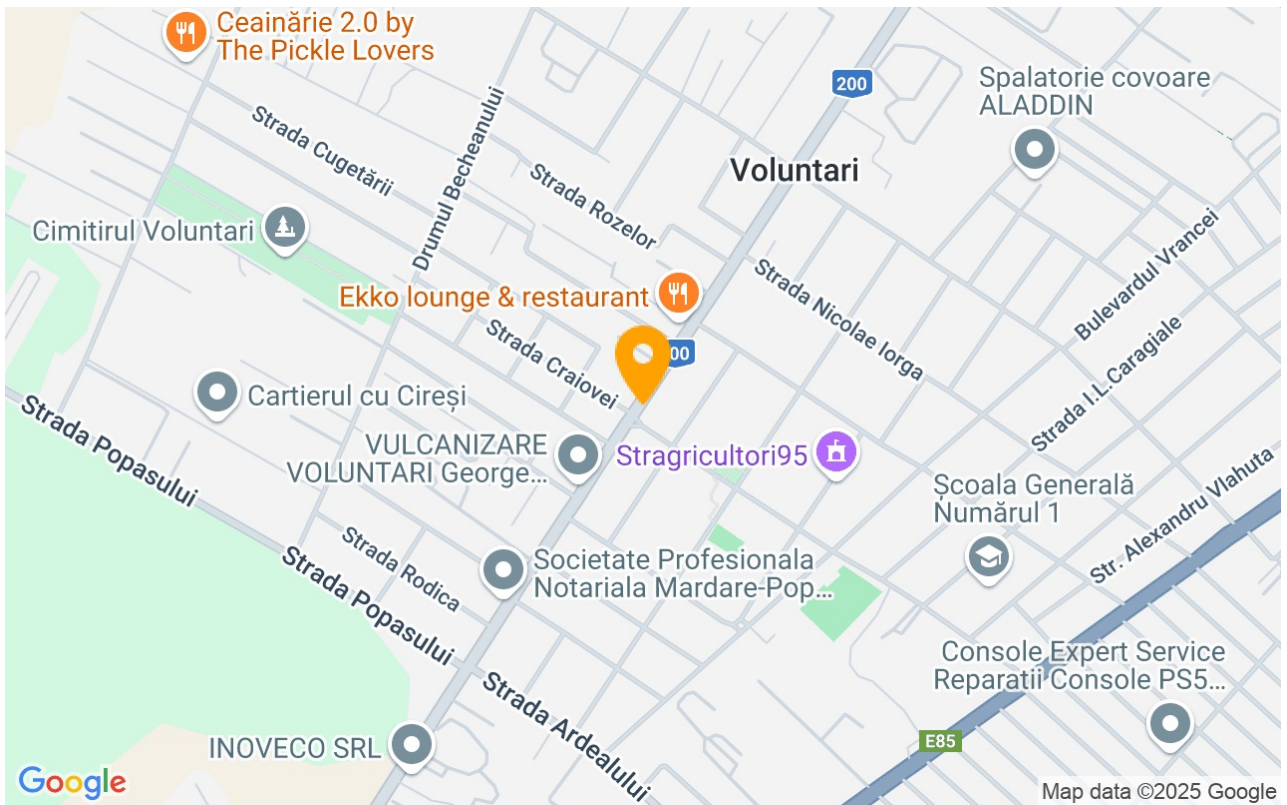 Ceainărie 2.0 by
The Pickle Lovers
200
Spalatorie covoare
ALADDIN
Strada Cugetării
Drumul Becheanului
Strada Rozelor
Voluntari
Cimitirul Voluntari
Bulevardul Vrancei
Strada Nicolae Iorga
Ekko lounge & restaurant
00
Strada Craiovei
Strada I.L. Caragiale
Cartierul cu Cireși
Strada Popasului
VULCANIZARE
VOLUNTARI George...
Stragricultori95
Școala Generală
Numărul 1
Str. Alexandru Vlahuta
Strada Rodica
Strada Popasului
Societate Profesionala
Notariala Mardare-Pop...
Console Expert Service
Reparatii Console PS5...
Strada Ardealului
INOVECO SRL
E85
Google
Map data ©2025 Google